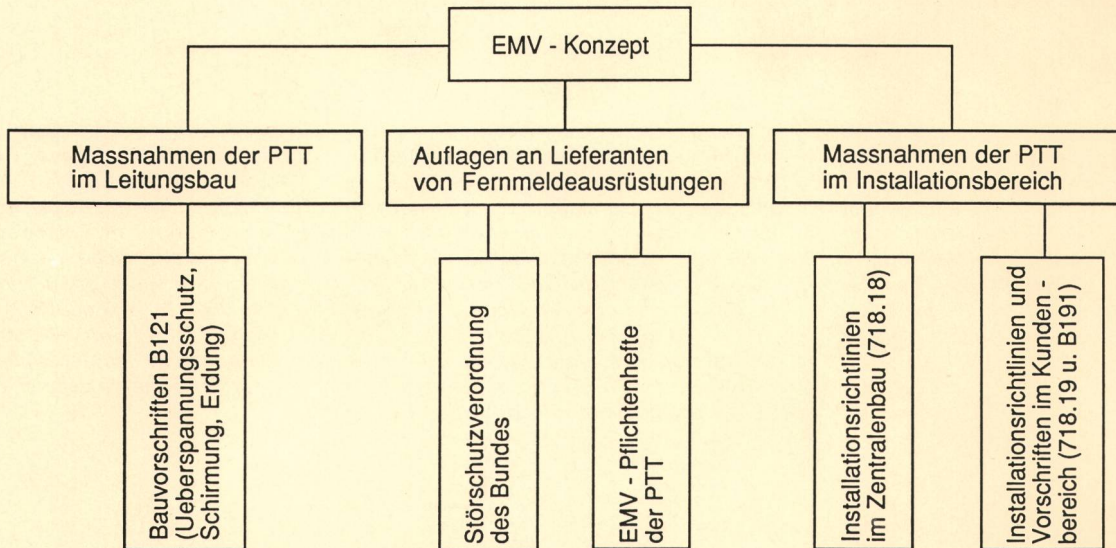 EMV - Konzept
Massnahmen der PTT
im Leitungsbau
Auflagen an Lieferanten
von Fernmeldeausrüstungen
Massnahmen der PTT
im Installationsbereich
Bauvorschriften B121
(Ueberspannungsschutz,
Schirmung, Erdung)
Störschutzverordnung
des Bundes
EMV - Pflichtenhefte
der PTT
Installationsrichtlinien
im Zentralenbau (718.18)
Installationsrichtlinien und
Vorschriften im Kunden -
bereich (718.19 u. B191)